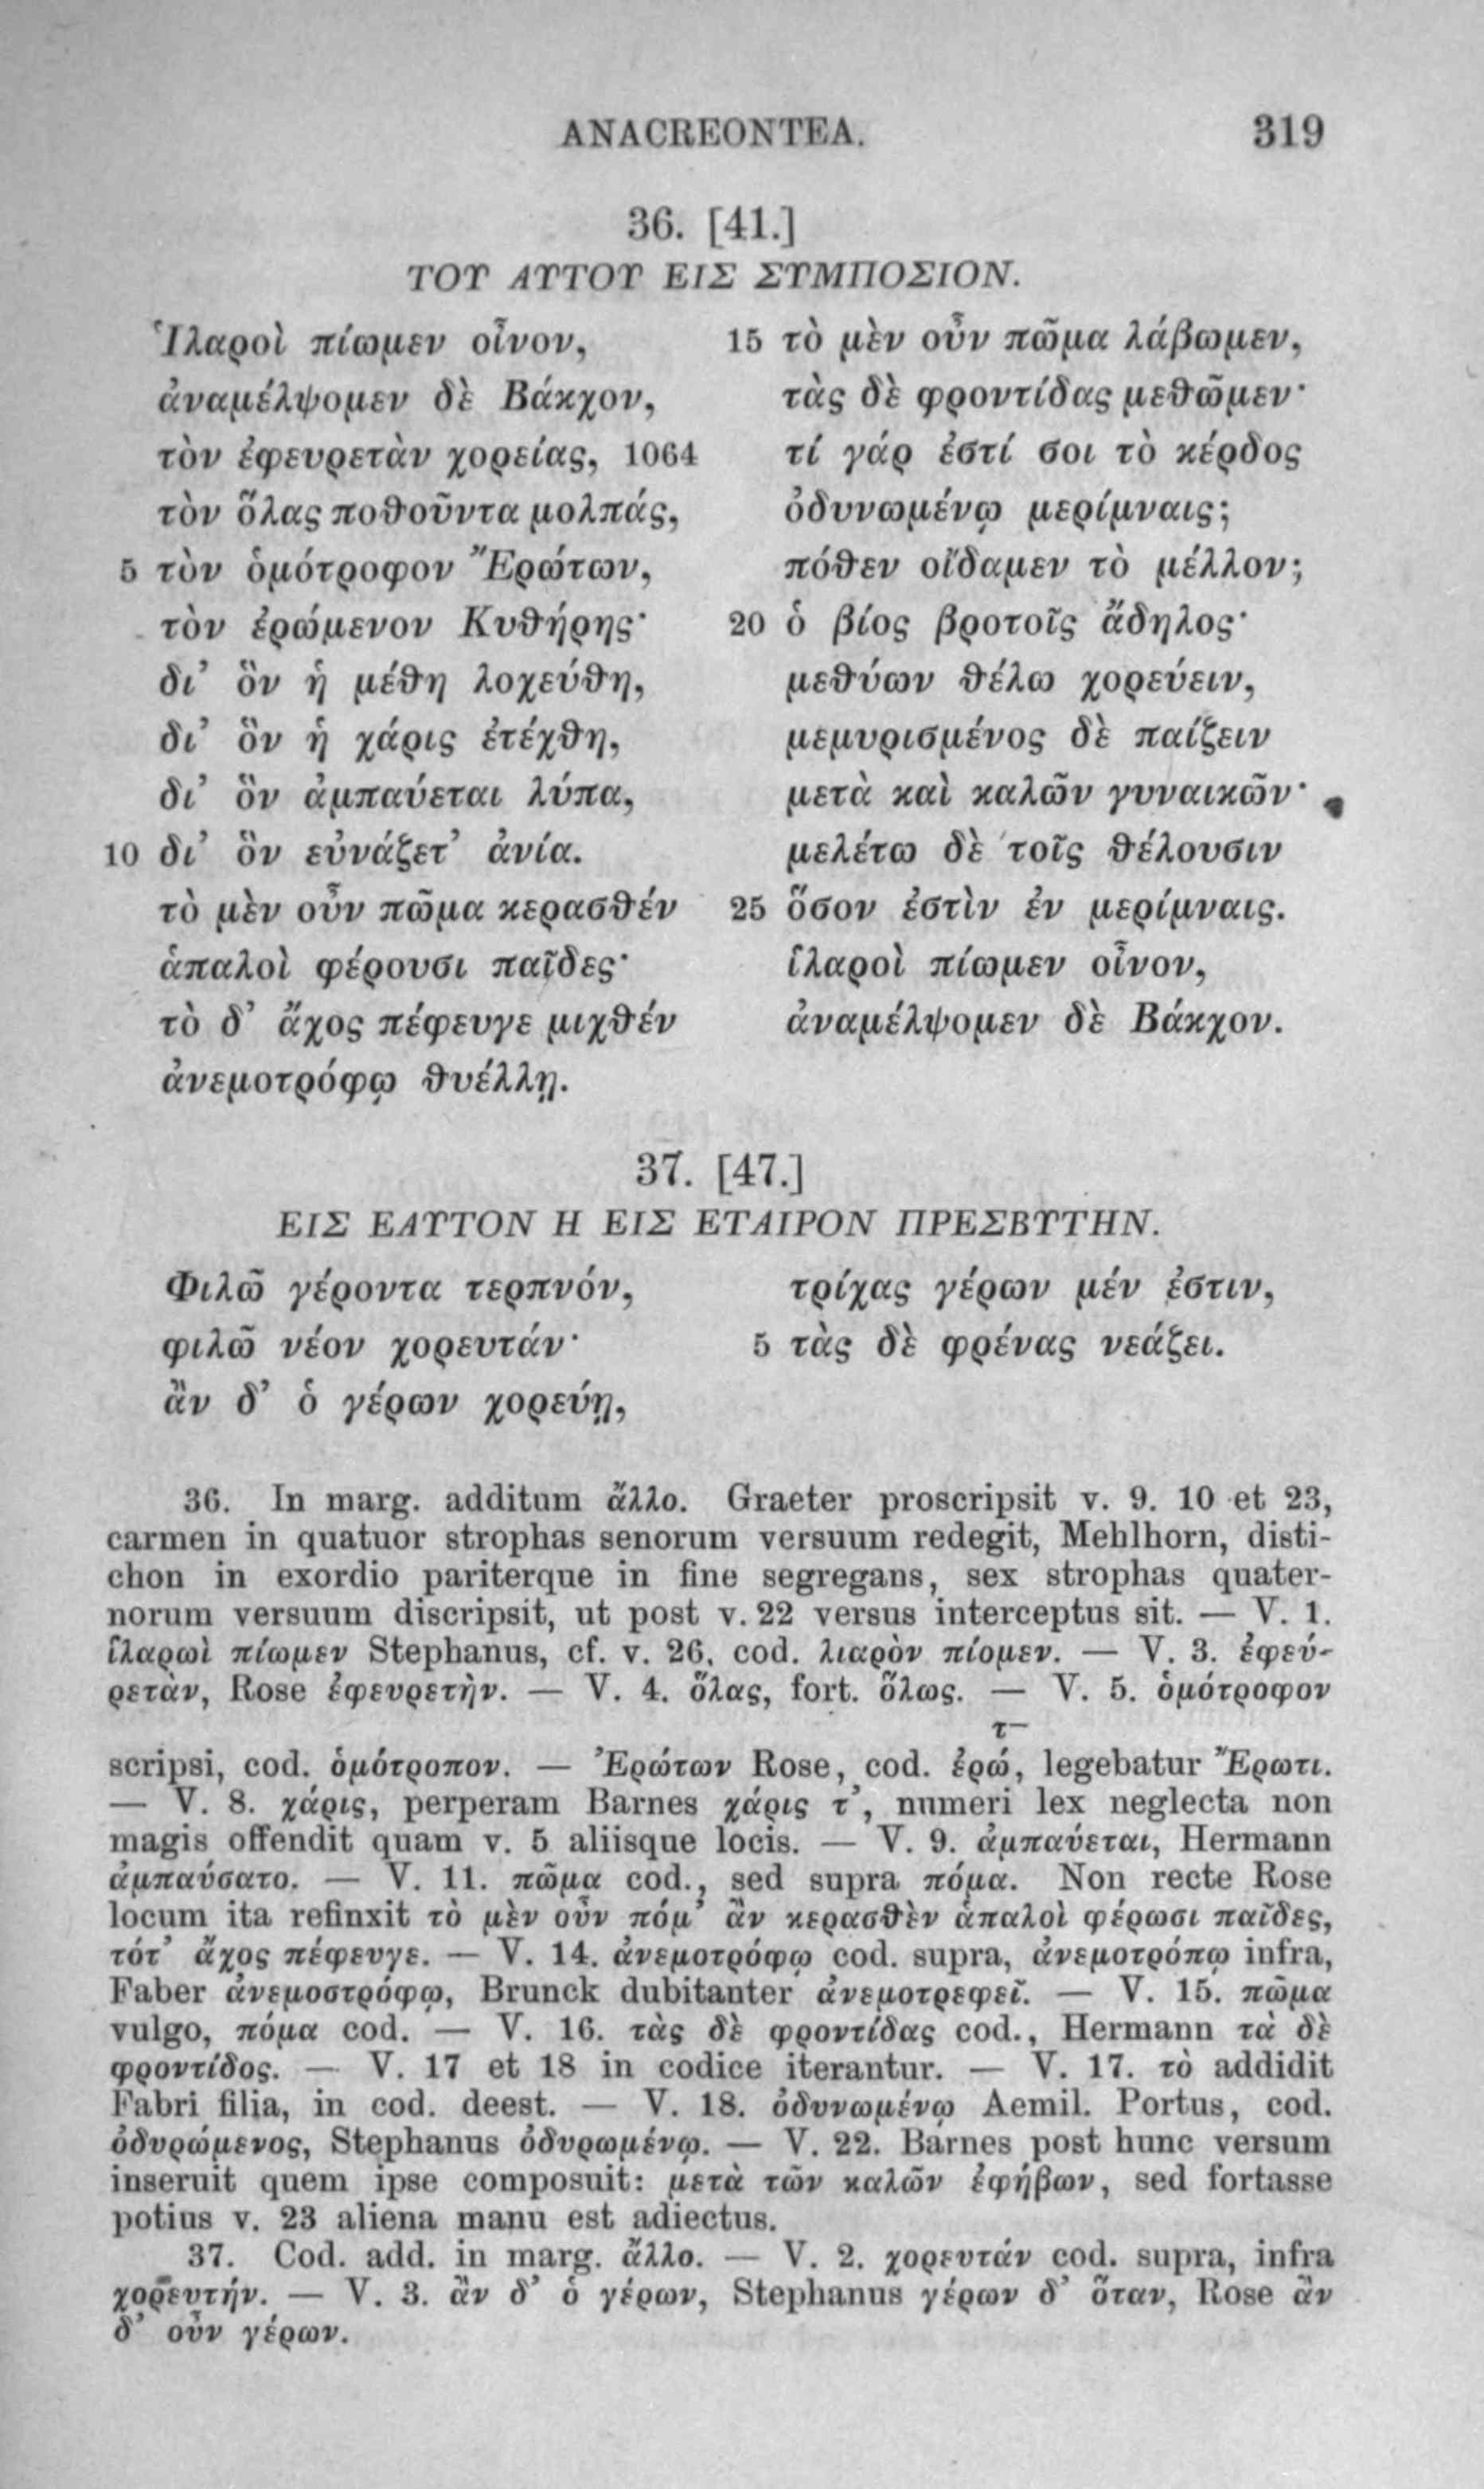 ANACREONTEA. 319
36. [41.]
ΤΟΥ ΑΥΤΟΥ ΕΙΣ ΣΥΜΠΟΣΙΟΝ.
Ἱλαροὶ πίωμεν οἶνον,
ἀναμέλψομεν δὲ Βάκχον,
τὸν ἐφευρετὰν χορείας, 1064
τὸν ὅλας ποθοῦντα μολπάς,
5 τὸν ὁμότροφον Ἔρώτων,
τὸν ἐρώμενον Κυθήρης·
δι’ ὃν ἡ μέθη λοχεύθη,
δι’ ὃν ἡ χάρις ἐτέχθη,
δι’ ὃν ἀμπαύεται λύπα,
10 δι’ ὃν εὐνάζετ’ ἀνία.
τὸ μὲν οὖν πῶμα κερασθέν
ἁπαλοὶ φέρουσι παῖδες·
τὸ δ’ ἄχος πέφευγε μιχθέν
ἀνεμοτρόφῳ θυέλλῃ.
15 τὸ μὲν οὖν πῶμα λάβωμεν,
τὰς δὲ φροντίδας μεθῶμεν·
τί γάρ ἐστί σοι τὸ κέρδος
ὀδυνωμένῳ μερίμναις;
πόθεν οἴδαμεν τὸ μέλλον;
20 ὁ βίος βροτοῖς ἄδηλος·
μεθύων θέλω χορεύειν,
μεμυρισμένος δὲ παίζειν
μετὰ καὶ καλῶν γυναικῶν·
μελέτω δὲ τοῖς θέλουσιν
25 ὅσον ἐστὶν ἐν μερίμναις.
ἱλαροὶ πίωμεν οἶνον,
ἀναμέλψομεν δὲ Βάκχον.
37. [47.]
ΕΙΣ ΕΑΥΤΟΝ Η ΕΙΣ ΕΤΑΙΡΟΝ ΠΡΕΣΒΥΤΗΝ.
Φιλῶ γέροντα τερπνόν,
φιλῶ νέον χορευτάν·
ἂν δ’ ὁ γέρων χορεύῃ,
τρίχας γέρων μέν ἐστιν,
5 τὰς δὲ φρένας νεάζει.
36. In marg. additum ἄλλο. Graeter proscripsit v. 9. 10 et 23,
carmen in quatuor strophas senorum versuum redegit, Mehlhorn, disti-
chon in exordio pariterque in fine segregans, sex strophas quater-
norum versuum discripsit, ut post v. 22 versus interceptus sit. — V. 1.
ἱλαρωὶ πίωμεν Stephanus, cf. v. 26, cod. λιαρὸν πίομεν. — V. 3. ἐφεύ-
ρετὰν, Rose ἐφευρετὴν. — V. 4. ὅλας, fort. ὅλως. — V. 5. ὁμότροφον
τ—
scripsi, cod. ὁμότροπον. — Ἐρώτων Rose, cod. ἐρώ, legebatur Ἔρωτι.
— V. 8. χάρις, perperam Barnes χάρις τ’, numeri lex neglecta non
magis offendit quam v. 5 aliisque locis. — V. 9. ἀμπαύεται, Hermann
ἀμπαύσατο. — V. 11. πῶμα cod., sed supra πόμα. Non recte Rose
locum ita refinxit τὸ μὲν οὖν πόμ’ ἂν κερασθὲν ἁπαλοὶ φέρωσι παῖδες,
τότ’ ἄχος πέφευγε. — V. 14. ἀνεμοτρόφῳ cod. supra, ἀνεμοτρόπῳ infra,
Faber ἀνεμοστρόφῳ, Brunck dubitanter ἀνεμοτρεφεῖ. — V. 15. πῶμα
vulgo, πόμα cod. — V. 16. τὰς δὲ φροντίδας cod., Hermann τὰ δὲ
φροντίδος. — V. 17 et 18 in codice iterantur. — V. 17. τὸ addidit
Fabri filia, in cod. deest. — V. 18. ὀδυνωμένῳ Aemil. Portus, cod.
ὀδυρώμενος, Stephanus ὀδυρωμένῳ. — V. 22. Barnes post hunc versum
inseruit quem ipse composuit: μετὰ τῶν καλῶν ἐφήβων, sed fortasse
potius v. 23 aliena manu est adiectus.
37. Cod. add. in marg. ἄλλο. — V. 2. χορευτάν cod. supra, infra
χορευτήν. — V. 3. ἂν δ’ ὁ γέρων, Stephanus γέρων δ’ ὅταν, Rose ἂν
δ’ οὖν γέρων.